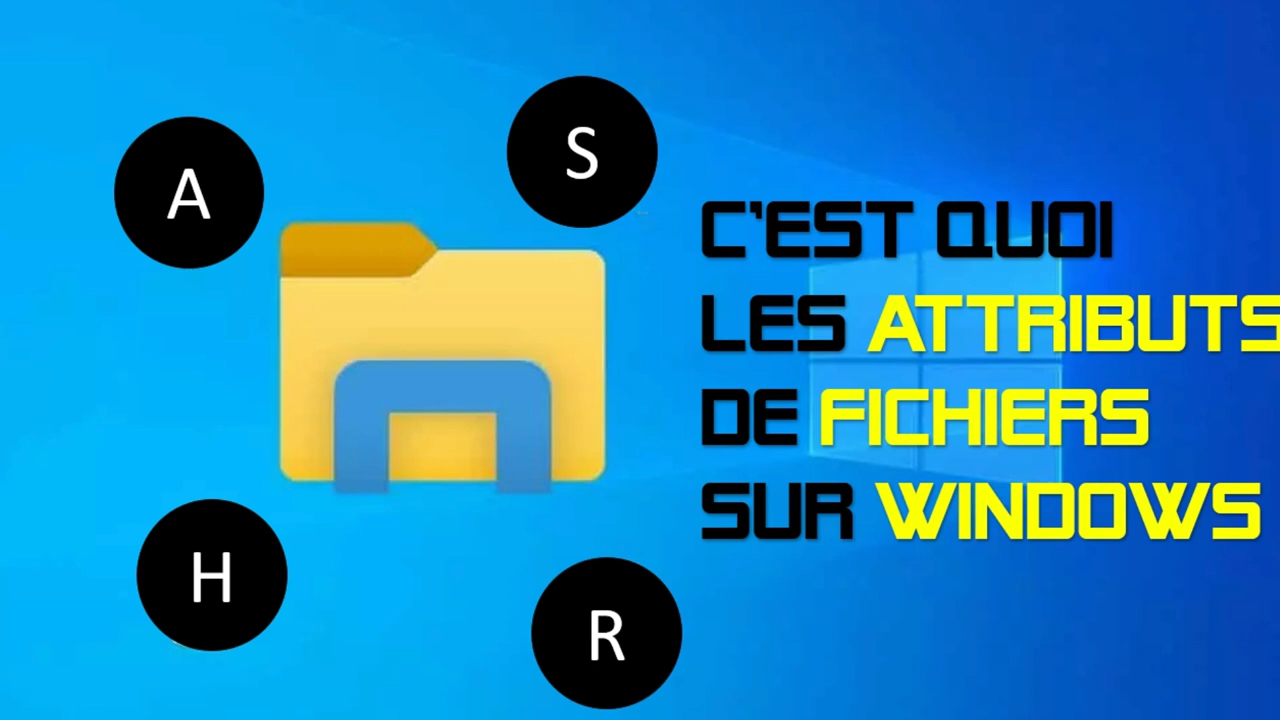 A
S
C'EST QUOI
LES ATTRIBUTS
DE FICHIERS
SUR WINDOWS
H
R